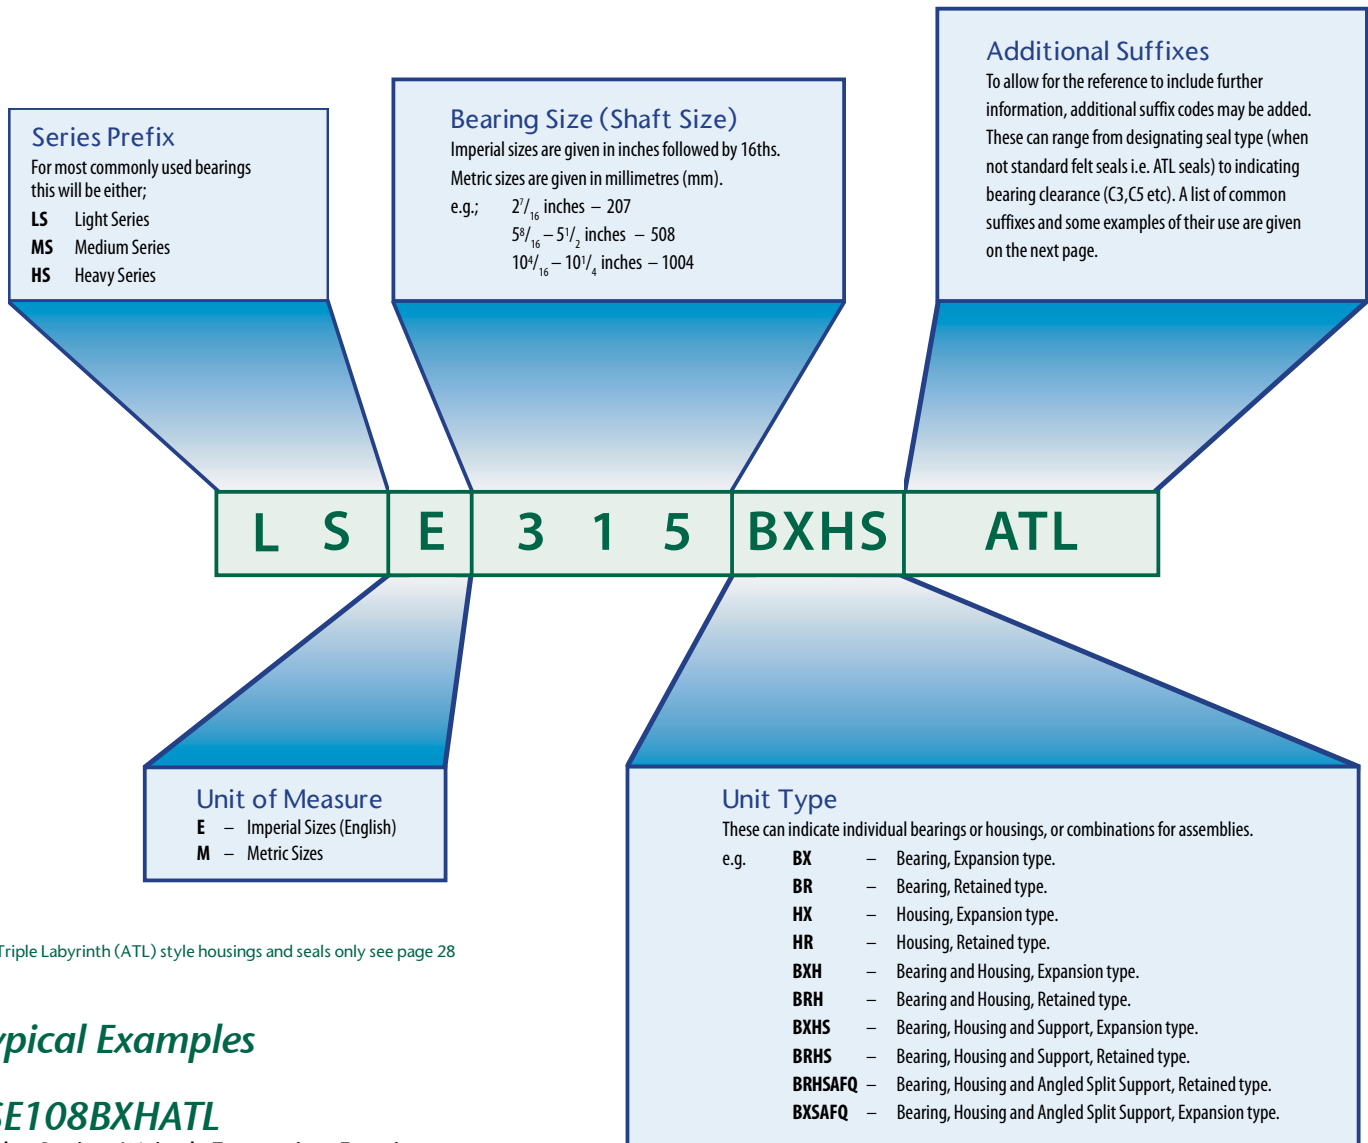 Series Prefix
For most commonly used bearings
this will be either;
LS Light Series
MS Medium Series
HS Heavy Series
Bearing Size (Shaft Size)
Imperial sizes are given in inches followed by 16ths.
Metric sizes are given in millimetres (mm).
e.g.; 2 7/16 inches – 207
5 8/16 – 5 1/2 inches – 508
10 4/16 – 10 1/4 inches – 1004
Additional Suffixes
To allow for the reference to include further
information, additional suffix codes may be added.
These can range from designating seal type (when
not standard felt seals i.e. ATL seals) to indicating
bearing clearance (C3,C5 etc). A list of common
suffixes and some examples of their use are given
on the next page.
L S E 3 1 5 BXHS ATL
Unit of Measure
E – Imperial Sizes (English)
M – Metric Sizes
Unit Type
These can indicate individual bearings or housings, or combinations for assemblies.
e.g. BX – Bearing, Expansion type.
BR – Bearing, Retained type.
HX – Housing, Expansion type.
HR – Housing, Retained type.
BXH – Bearing and Housing, Expansion type.
BRH – Bearing and Housing, Retained type.
BXHS – Bearing, Housing and Support, Expansion type.
BRHS – Bearing, Housing and Support, Retained type.
BRHSAFQ – Bearing, Housing and Angled Split Support, Retained type.
BXSAFQ – Bearing, Housing and Angled Split Support, Expansion type.
Triple Labyrinth (ATL) style housings and seals only see page 28
ypical Examples
SE108BXHATL